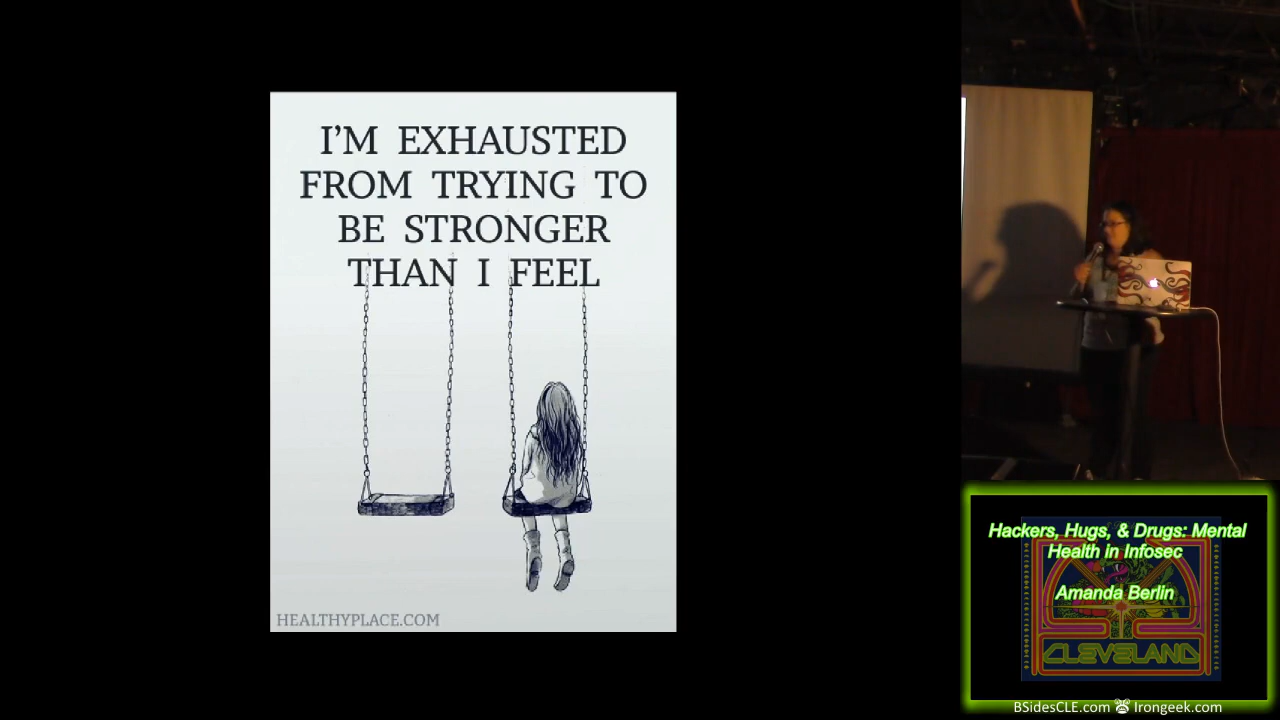 I'M EXHAUSTED
FROM TRYING TO
BE STRONGER
THAN I FEEL
HEALTHYPLACE.COM
Hackers, Hugs, & Drugs: Mental
Health in Infosec
Amanda Berlin
CLEVELAND
BSidesCLE.com Irongeek.com